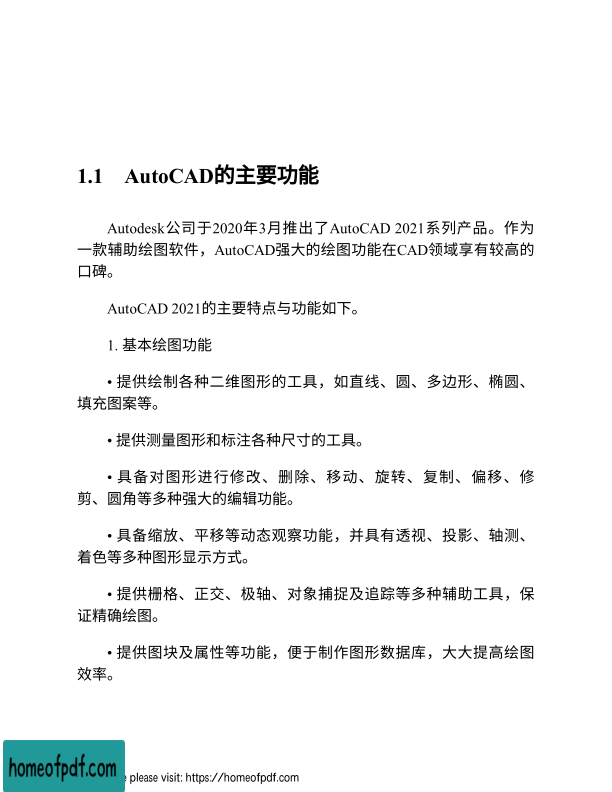 1.1 AutoCAD的主要功能
Autodesk公司于2020年3月推出了AutoCAD 2021系列产品。作为
一款辅助绘图软件，AutoCAD强大的绘图功能在CAD领域享有较高的
口碑。
AutoCAD 2021的主要特点与功能如下。
1. 基本绘图功能
• 提供绘制各种二维图形的工具，如直线、圆、多边形、椭圆、
填充图案等。
• 提供测量图形和标注各种尺寸的工具。
• 具备对图形进行修改、删除、移动、旋转、复制、偏移、修
剪、圆角等多种强大的编辑功能。
• 具备缩放、平移等动态观察功能，并具有透视、投影、轴测、
着色等多种图形显示方式。
• 提供栅格、正交、极轴、对象捕捉及追踪等多种辅助工具，保
证精确绘图。
• 提供图块及属性等功能，便于制作图形数据库，大大提高绘图
效率。
homeofpdf.com
please visit: https://homeofpdf.com